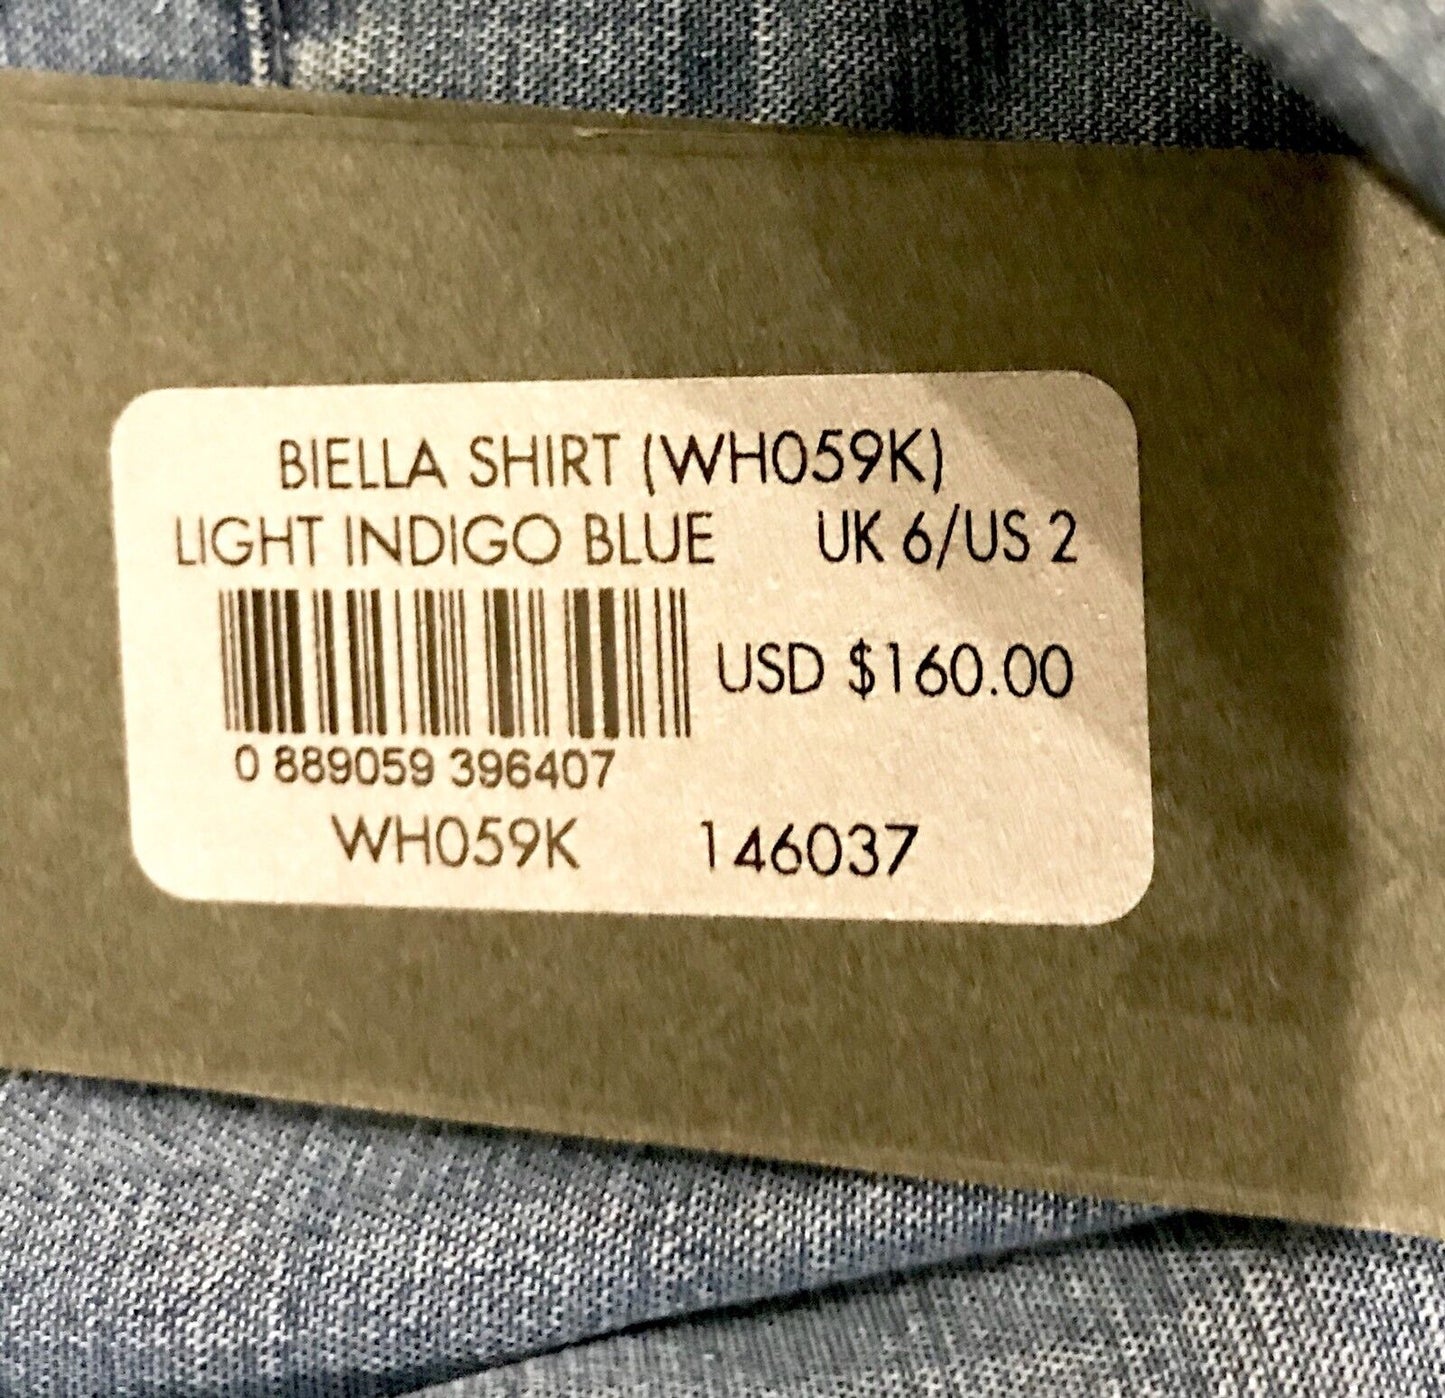 BIELLA SHIRT (WH059K)
LIGHT INDIGO BLUE UK 6/US 2
USD $160.00
0 889059 396407
WH059K 146037